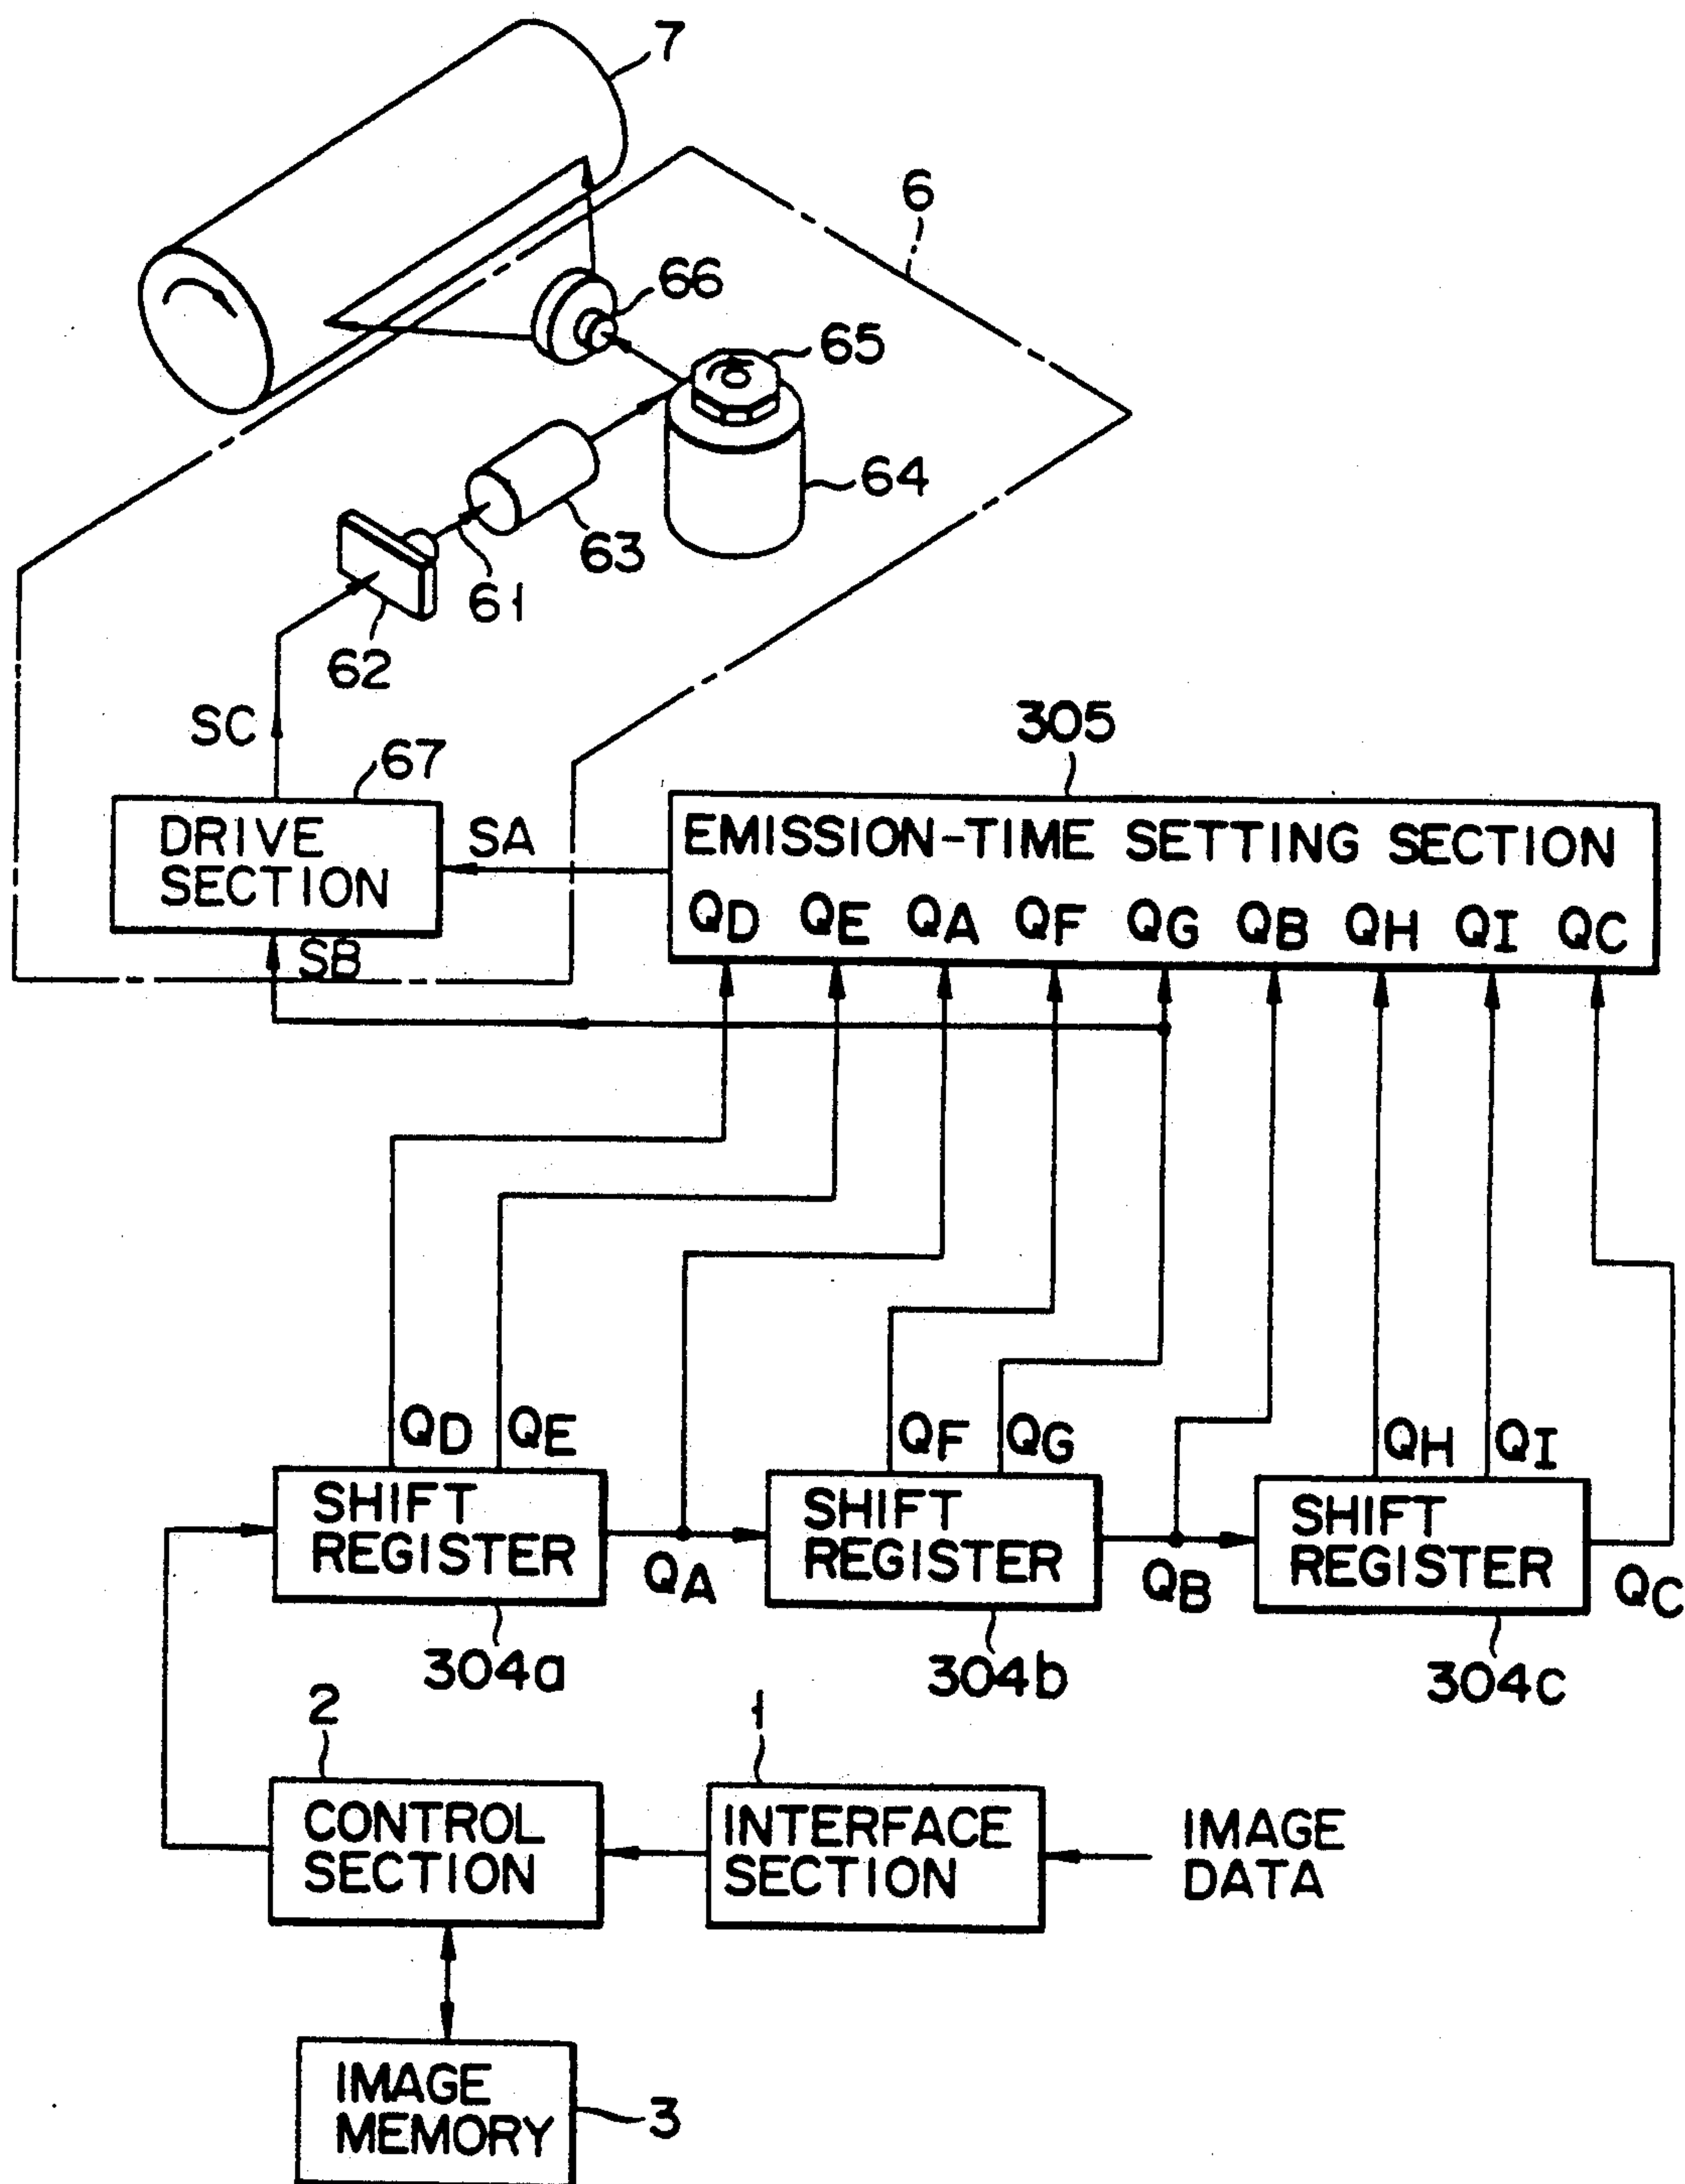 7
6
66
65
64
63
61
62
SC
67
305
DRIVE
SECTION
SA
EMISSION-TIME SETTING SECTION
QD QE QA QF QG QB QH QI QC
SB
QD QE
QF QG
QH QI
SHIFT
REGISTER
QA
SHIFT
REGISTER
QB
SHIFT
REGISTER
QC
304a
304b
304c
2
1
CONTROL
SECTION
INTERFACE
SECTION
IMAGE
DATA
IMAGE
MEMORY
3